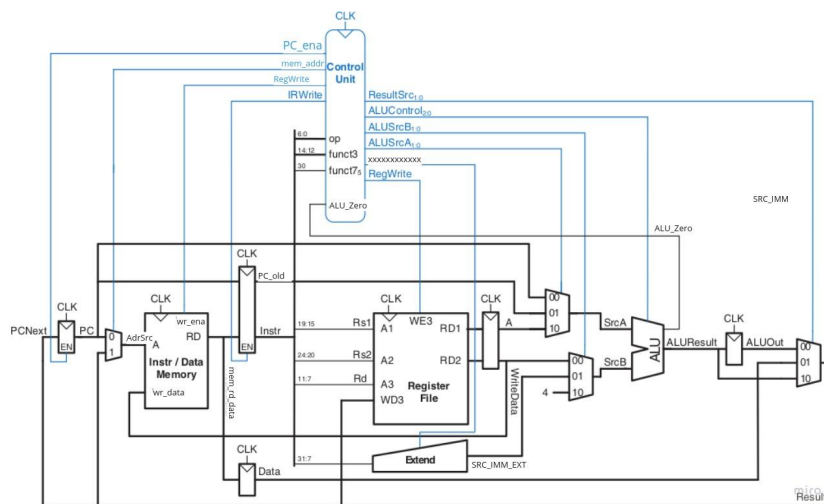 CLK
PC_ena
mem_addr
RegWrite
IRWrite
Control
Unit
ResultSrc1:0
ALUControl2:0
ALUSrcB1:0
ALUSrcA1:0
xxxxxxxxxxxx
RegWrite
6:0
op
14:12
funct3
30
funct75
ALU_Zero
SRC_IMM
ALU_Zero
CLK
PC_old
PCNext
CLK
PC
EN
0
1
AdrSrc
CLK
wr_ena
A
RD
Instr / Data
Memory
wr_data
mem_rd_data
EN
Instr
19:15
Rs1
24:20
Rs2
11:7
Rd
CLK
WE3
A1
RD1
A2
RD2
A3
WD3
Register
File
CLK
A
WriteData
00
01
10
SrcA
00
01
10
4
SrcB
ALU
ALUResult
CLK
ALUOut
00
01
10
31:7
Extend
SRC_IMM_EXT
CLK
Data
miro
Resul